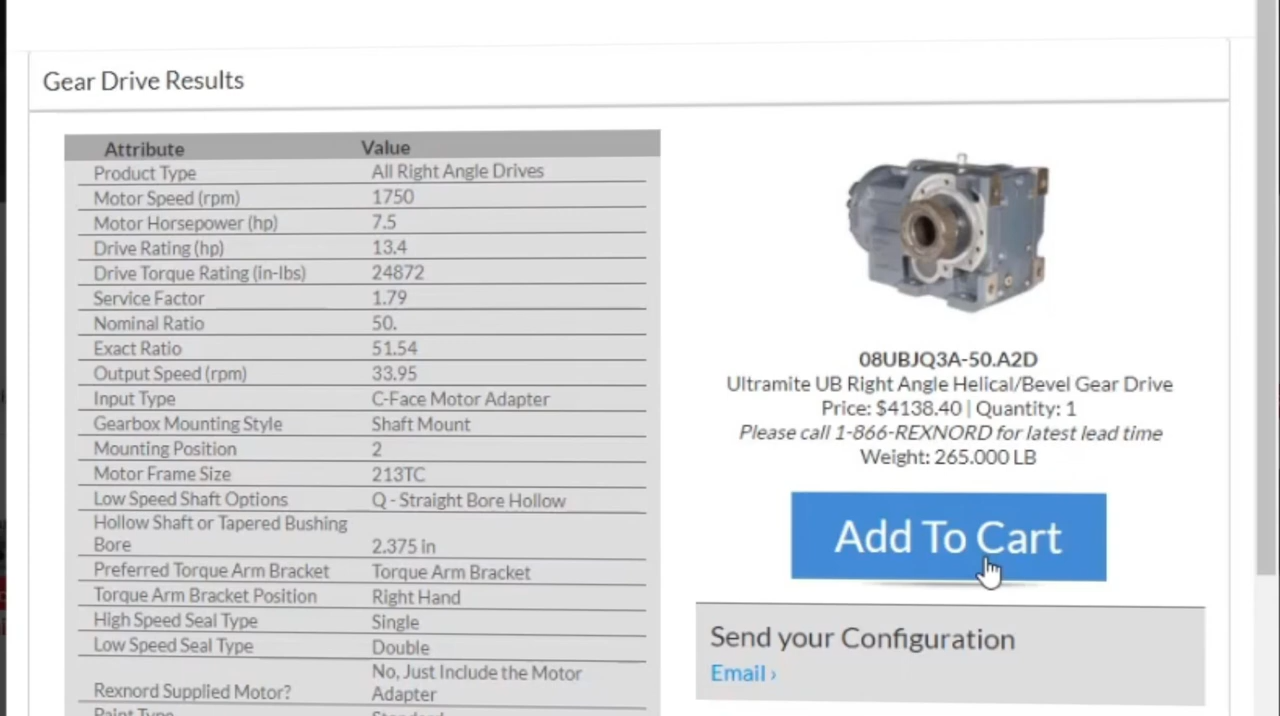 Gear Drive Results
Attribute Value
Product Type All Right Angle Drives
Motor Speed (rpm) 1750
Motor Horsepower (hp) 7.5
Drive Rating (hp) 13.4
Drive Torque Rating (in-lbs) 24872
Service Factor 1.79
Nominal Ratio 50.
Exact Ratio 51.54
Output Speed (rpm) 33.95
Input Type C-Face Motor Adapter
Gearbox Mounting Style Shaft Mount
Mounting Position 2
Motor Frame Size 213TC
Low Speed Shaft Options Q - Straight Bore Hollow
Hollow Shaft or Tapered Bushing
Bore 2.375 in
Preferred Torque Arm Bracket Torque Arm Bracket
Torque Arm Bracket Position Right Hand
High Speed Seal Type Single
Low Speed Seal Type Double
No, Just Include the Motor
Rexnord Supplied Motor? Adapter
Paint Type Standard
08UBJQ3A-50.A2D
Ultramite UB Right Angle Helical/Bevel Gear Drive
Price: $4138.40 | Quantity: 1
Please call 1-866-REXNORD for latest lead time
Weight: 265.000 LB
Add To Cart
Send your Configuration
Email ›